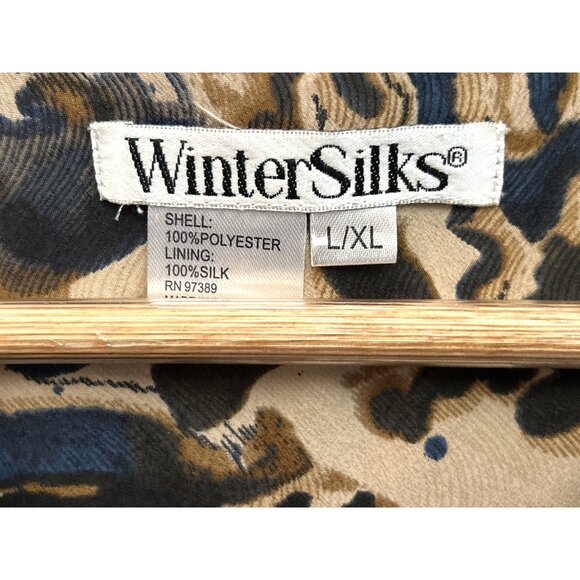 WinterSilks®
SHELL:
100%POLYESTER
LINING:
100%SILK
RN 97389
L/XL